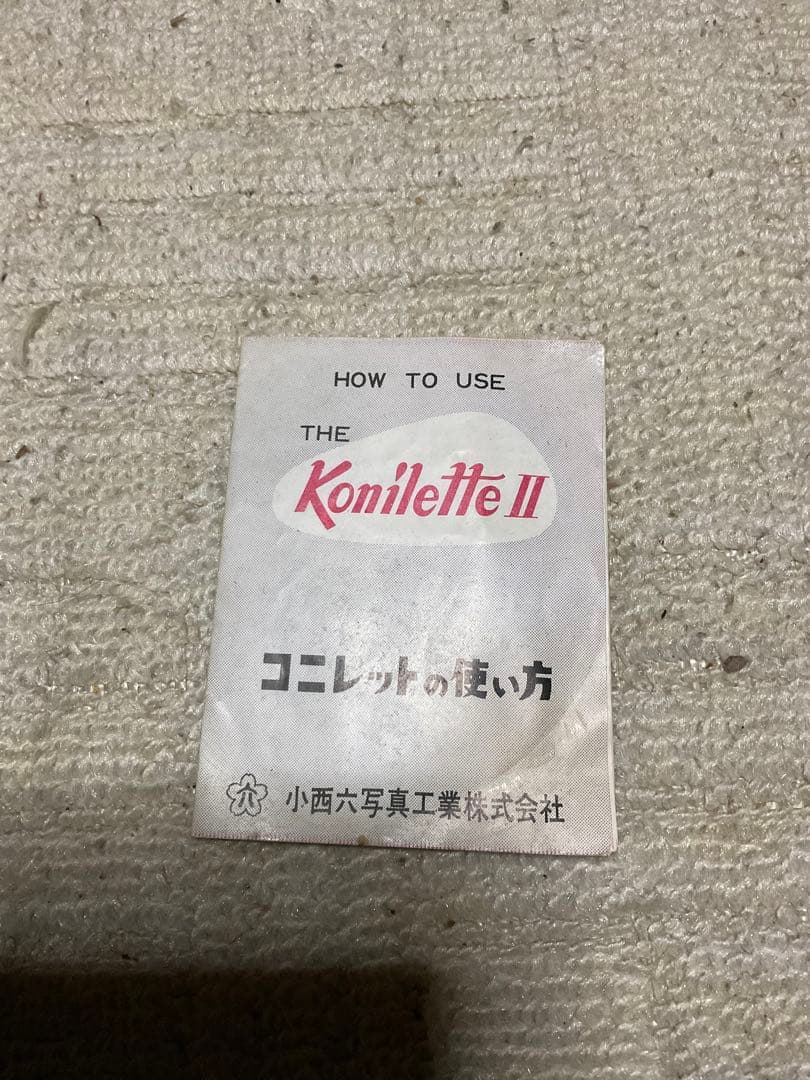 HOW TO USE
THE
Konilette II
コニレットの使い方
六 小西六写真工業株式会社